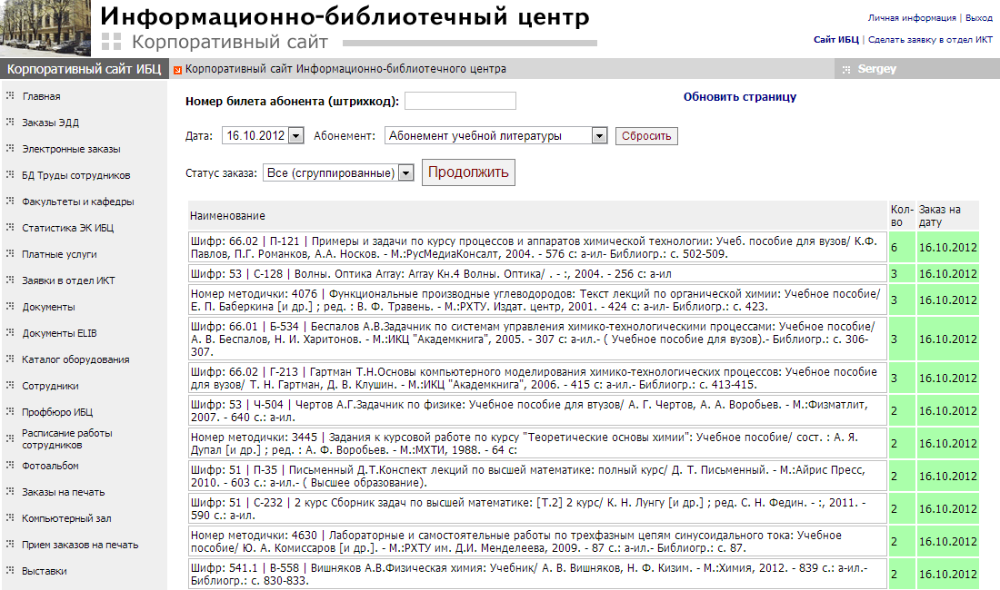 Информационно-библиотечный центр
Корпоративный сайт
Личная информация | Выход
Сайт ИБЦ | Сделать заявку в отдел ИКТ
Корпоративный сайт ИБЦ
Корпоративный сайт Информационно-библиотечного центра
Sergey
Главная
Заказы ЭДД
Электронные заказы
БД Труды сотрудников
Факультеты и кафедры
Статистика ЭК ИБЦ
Платные услуги
Заявки в отдел ИКТ
Документы
Документы ELIB
Каталог оборудования
Сотрудники
Профбюро ИБЦ
Расписание работы
сотрудников
Фотоальбом
Заказы на печать
Компьютерный зал
Прием заказов на печать
Выставки
Номер билета абонента (штрихкод):
Обновить страницу
Дата: 16.10.2012 Абонемент: Абонемент учебной литературы Сбросить
Статус заказа: Все (сгруппированные) Продолжить
Наименование
Кол-
во
Заказ на
дату
Шифр: 66.02 | П-121 | Примеры и задачи по курсу процессов и аппаратов химической технологии: Учеб. пособие для вузов/ К.Ф.
Павлов, П.Г. Романков, А.А. Носков. - М.:РусМедиаКонсалт, 2004. - 576 с: а-ил- Библиогр.: с. 502-509.
6
16.10.2012
Шифр: 53 | С-128 | Волны. Оптика Array: Array Кн.4 Волны. Оптика/ . - :, 2004. - 256 с: а-ил
3
16.10.2012
Номер методички: 4076 | Функциональные производные углеводородов: Текст лекций по органической химии: Учебное пособие/
Е. П. Баберкина [и др.] ; ред. : В. Ф. Травень. - М.:РХТУ. Издат. центр, 2001. - 424 с: а-ил- Библиогр.: с. 423.
3
16.10.2012
Шифр: 66.01 | Б-534 | Беспалов А.В.Задачник по системам управления химико-технологическими процессами: Учебное пособие/
А. В. Беспалов, Н. И. Харитонов. - М.:ИКЦ "Академкнига", 2005. - 307 с: а-ил.- ( Учебное пособие для вузов).- Библиогр.: с. 306-
307.
3
16.10.2012
Шифр: 66.02 | Г-213 | Гартман Т.Н.Основы компьютерного моделирования химико-технологических процессов: Учебное пособие
для вузов/ Т. Н. Гартман, Д. В. Клушин. - М.:ИКЦ "Академкнига", 2006. - 415 с: а-ил.- Библиогр.: с. 413-415.
3
16.10.2012
Шифр: 53 | Ч-504 | Чертов А.Г.Задачник по физике: Учебное пособие для втузов/ А. Г. Чертов, А. А. Воробьев. - М.:Физматлит,
2007. - 640 с.: а-ил.
2
16.10.2012
Номер методички: 3445 | Задания к курсовой работе по курсу "Теоретические основы химии": Учебное пособие/ сост. : А. Я.
Дупал [и др.] ; ред. : А. Ф. Воробьев. - М.:МХТИ, 1988. - 64 с:
2
16.10.2012
Шифр: 51 | П-35 | Письменный Д.Т.Конспект лекций по высшей математике: полный курс/ Д. Т. Письменный. - М.:Айрис Пресс,
2010. - 603 с.: а-ил.- ( Высшее образование).
2
16.10.2012
Шифр: 51 | С-232 | 2 курс Сборник задач по высшей математике: [Т.2] 2 курс/ К. Н. Лунгу [и др.] ; ред. С. Н. Федин. - :, 2011. -
590 с.: а-ил.
2
16.10.2012
Номер методички: 4630 | Лабораторные и самостоятельные работы по трехфазным цепям синусоидального тока: Учебное
пособие/ Ю. А. Комиссаров [и др.]. - М.:РХТУ им. Д.И. Менделеева, 2009. - 87 с.: а-ил.- Библиогр.: с. 87.
2
16.10.2012
Шифр: 541.1 | В-558 | Вишняков А.В.Физическая химия: Учебник/ А. В. Вишняков, Н. Ф. Кизим. - М.:Химия, 2012. - 839 с.: а-ил.-
Библиогр.: с. 830-833.
2
16.10.2012